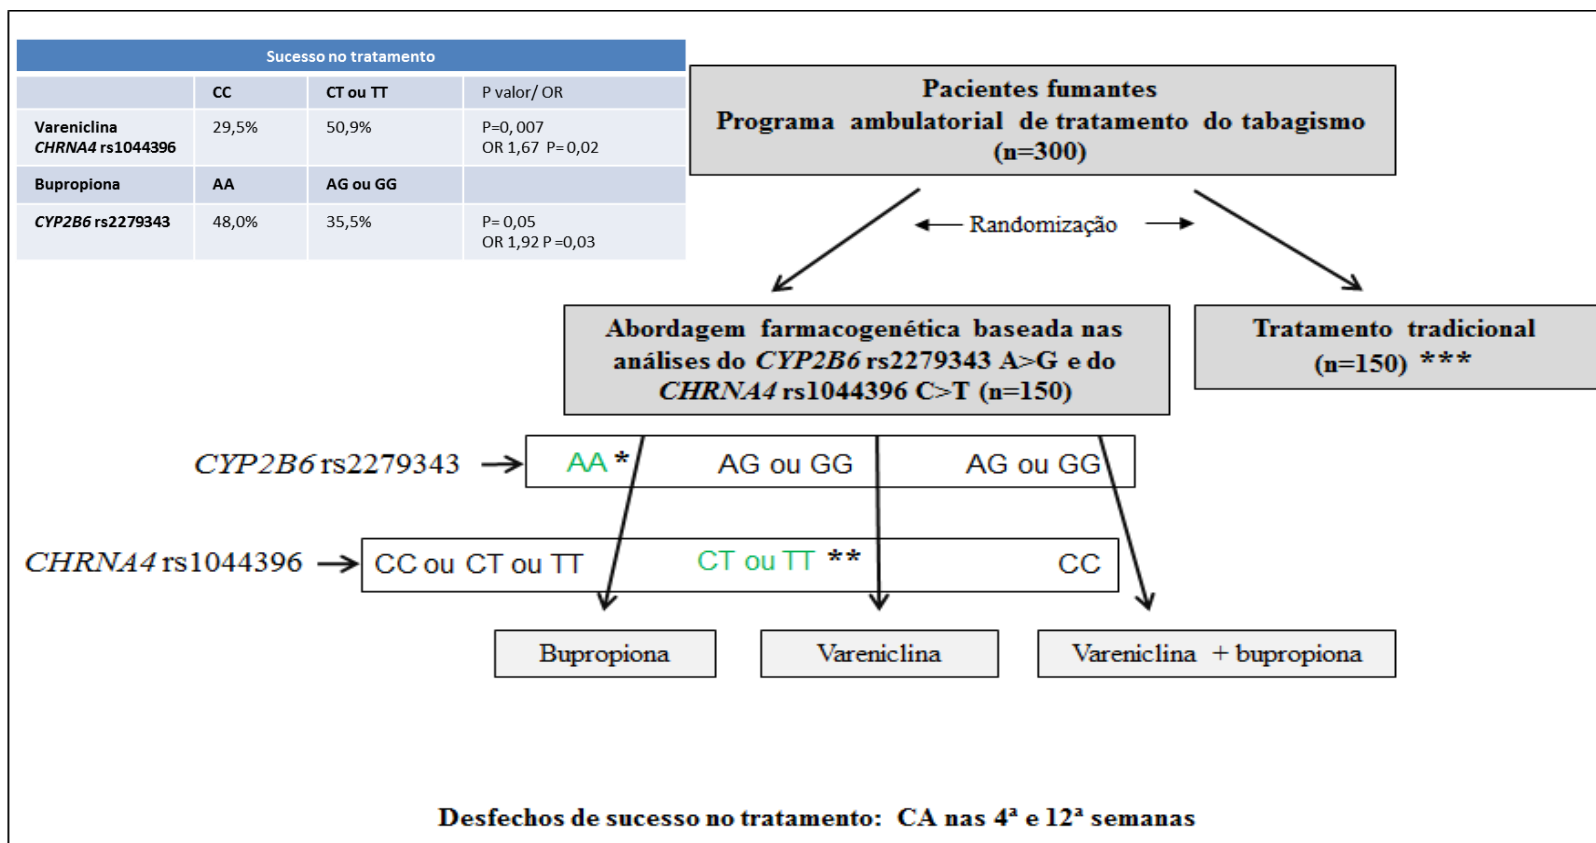 Sucesso no tratamento
CC CT ou TT P valor/ OR
Vareniclina 29,5% 50,9% P=0, 007
CHRNA4 rs1044396 OR 1,67 P= 0,02
Bupropiona AA AG ou GG
CYP2B6 rs2279343 48,0% 35,5% P= 0,05
OR 1,92 P =0,03
Pacientes fumantes
Programa ambulatorial de tratamento do tabagismo
(n=300)
Randomização
Abordagem farmacogenética baseada nas
análises do CYP2B6 rs2279343 A>G e do
CHRNA4 rs1044396 C>T (n=150)
Tratamento tradicional
(n=150) ***
CYP2B6 rs2279343 AA * AG ou GG AG ou GG
CHRNA4 rs1044396 CC ou CT ou TT CT ou TT ** CC
Bupropiona Vareniclina Vareniclina + bupropiona
Desfechos de sucesso no tratamento: CA nas 4ª e 12ª semanas